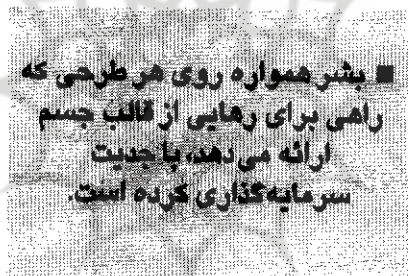 ■ بشر همواره روی هر طرحی که
راهی برای رهایی از قالب جسم
ارائه می‌دهد، با جدیت
سرمایه‌گذاری کرده است.